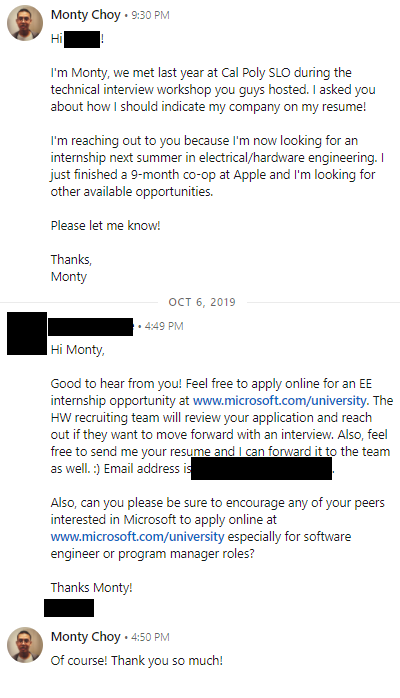 Monty Choy • 9:30 PM
Hi !
I'm Monty, we met last year at Cal Poly SLO during the
technical interview workshop you guys hosted. I asked you
about how I should indicate my company on my resume!
I'm reaching out to you because I'm now looking for an
internship next summer in electrical/hardware engineering. I
just finished a 9-month co-op at Apple and I'm looking for
other available opportunities.
Please let me know!
Thanks,
Monty
OCT 6, 2019
• 4:49 PM
Hi Monty,
Good to hear from you! Feel free to apply online for an EE
internship opportunity at www.microsoft.com/university. The
HW recruiting team will review your application and reach
out if they want to move forward with an interview. Also, feel
free to send me your resume and I can forward it to the team
as well. :) Email address is .
Also, can you please be sure to encourage any of your peers
interested in Microsoft to apply online at
www.microsoft.com/university especially for software
engineer or program manager roles?
Thanks Monty!
Monty Choy • 4:50 PM
Of course! Thank you so much!